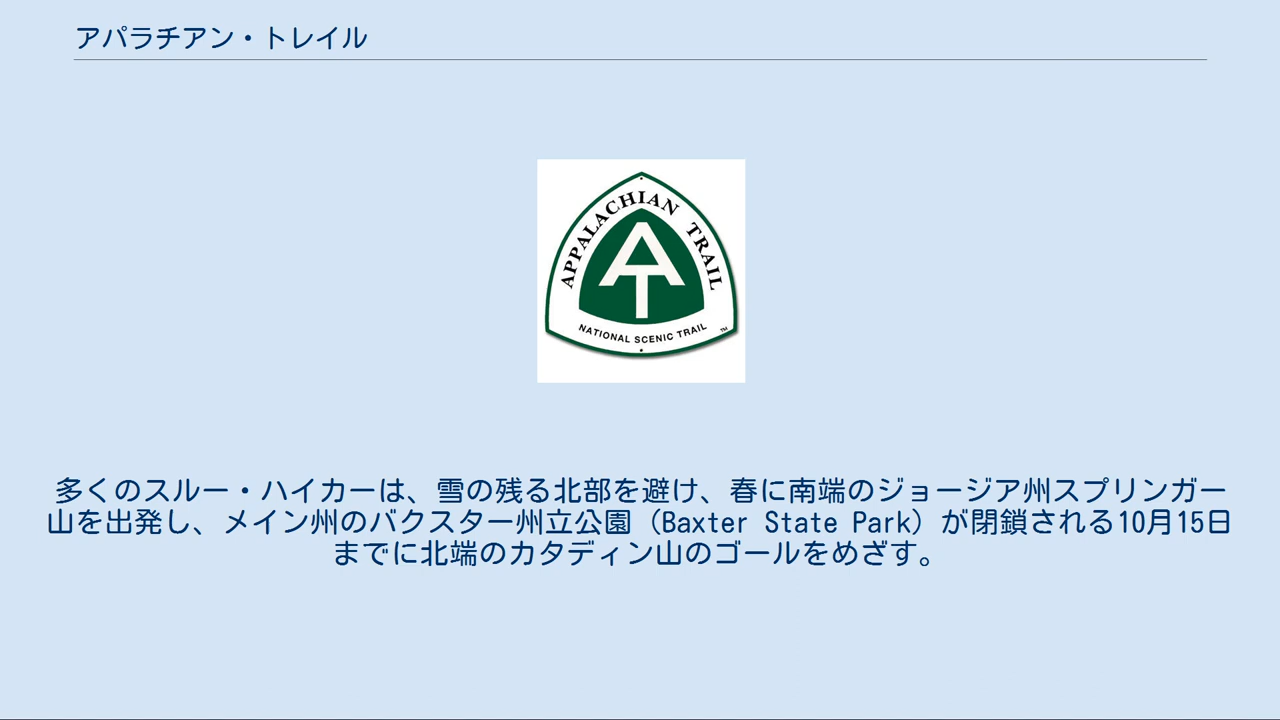 アパラチアン・トレイル
APPALACHIAN TRAIL
AT
NATIONAL SCENIC TRAIL
TM
多くのスルー・ハイカーは、雪の残る北部を避け、春に南端のジョージア州スプリンガー
山を出発し、メイン州のバクスター州立公園（Baxter State Park）が閉鎖される10月15日
までに北端のカタディン山のゴールをめざす。